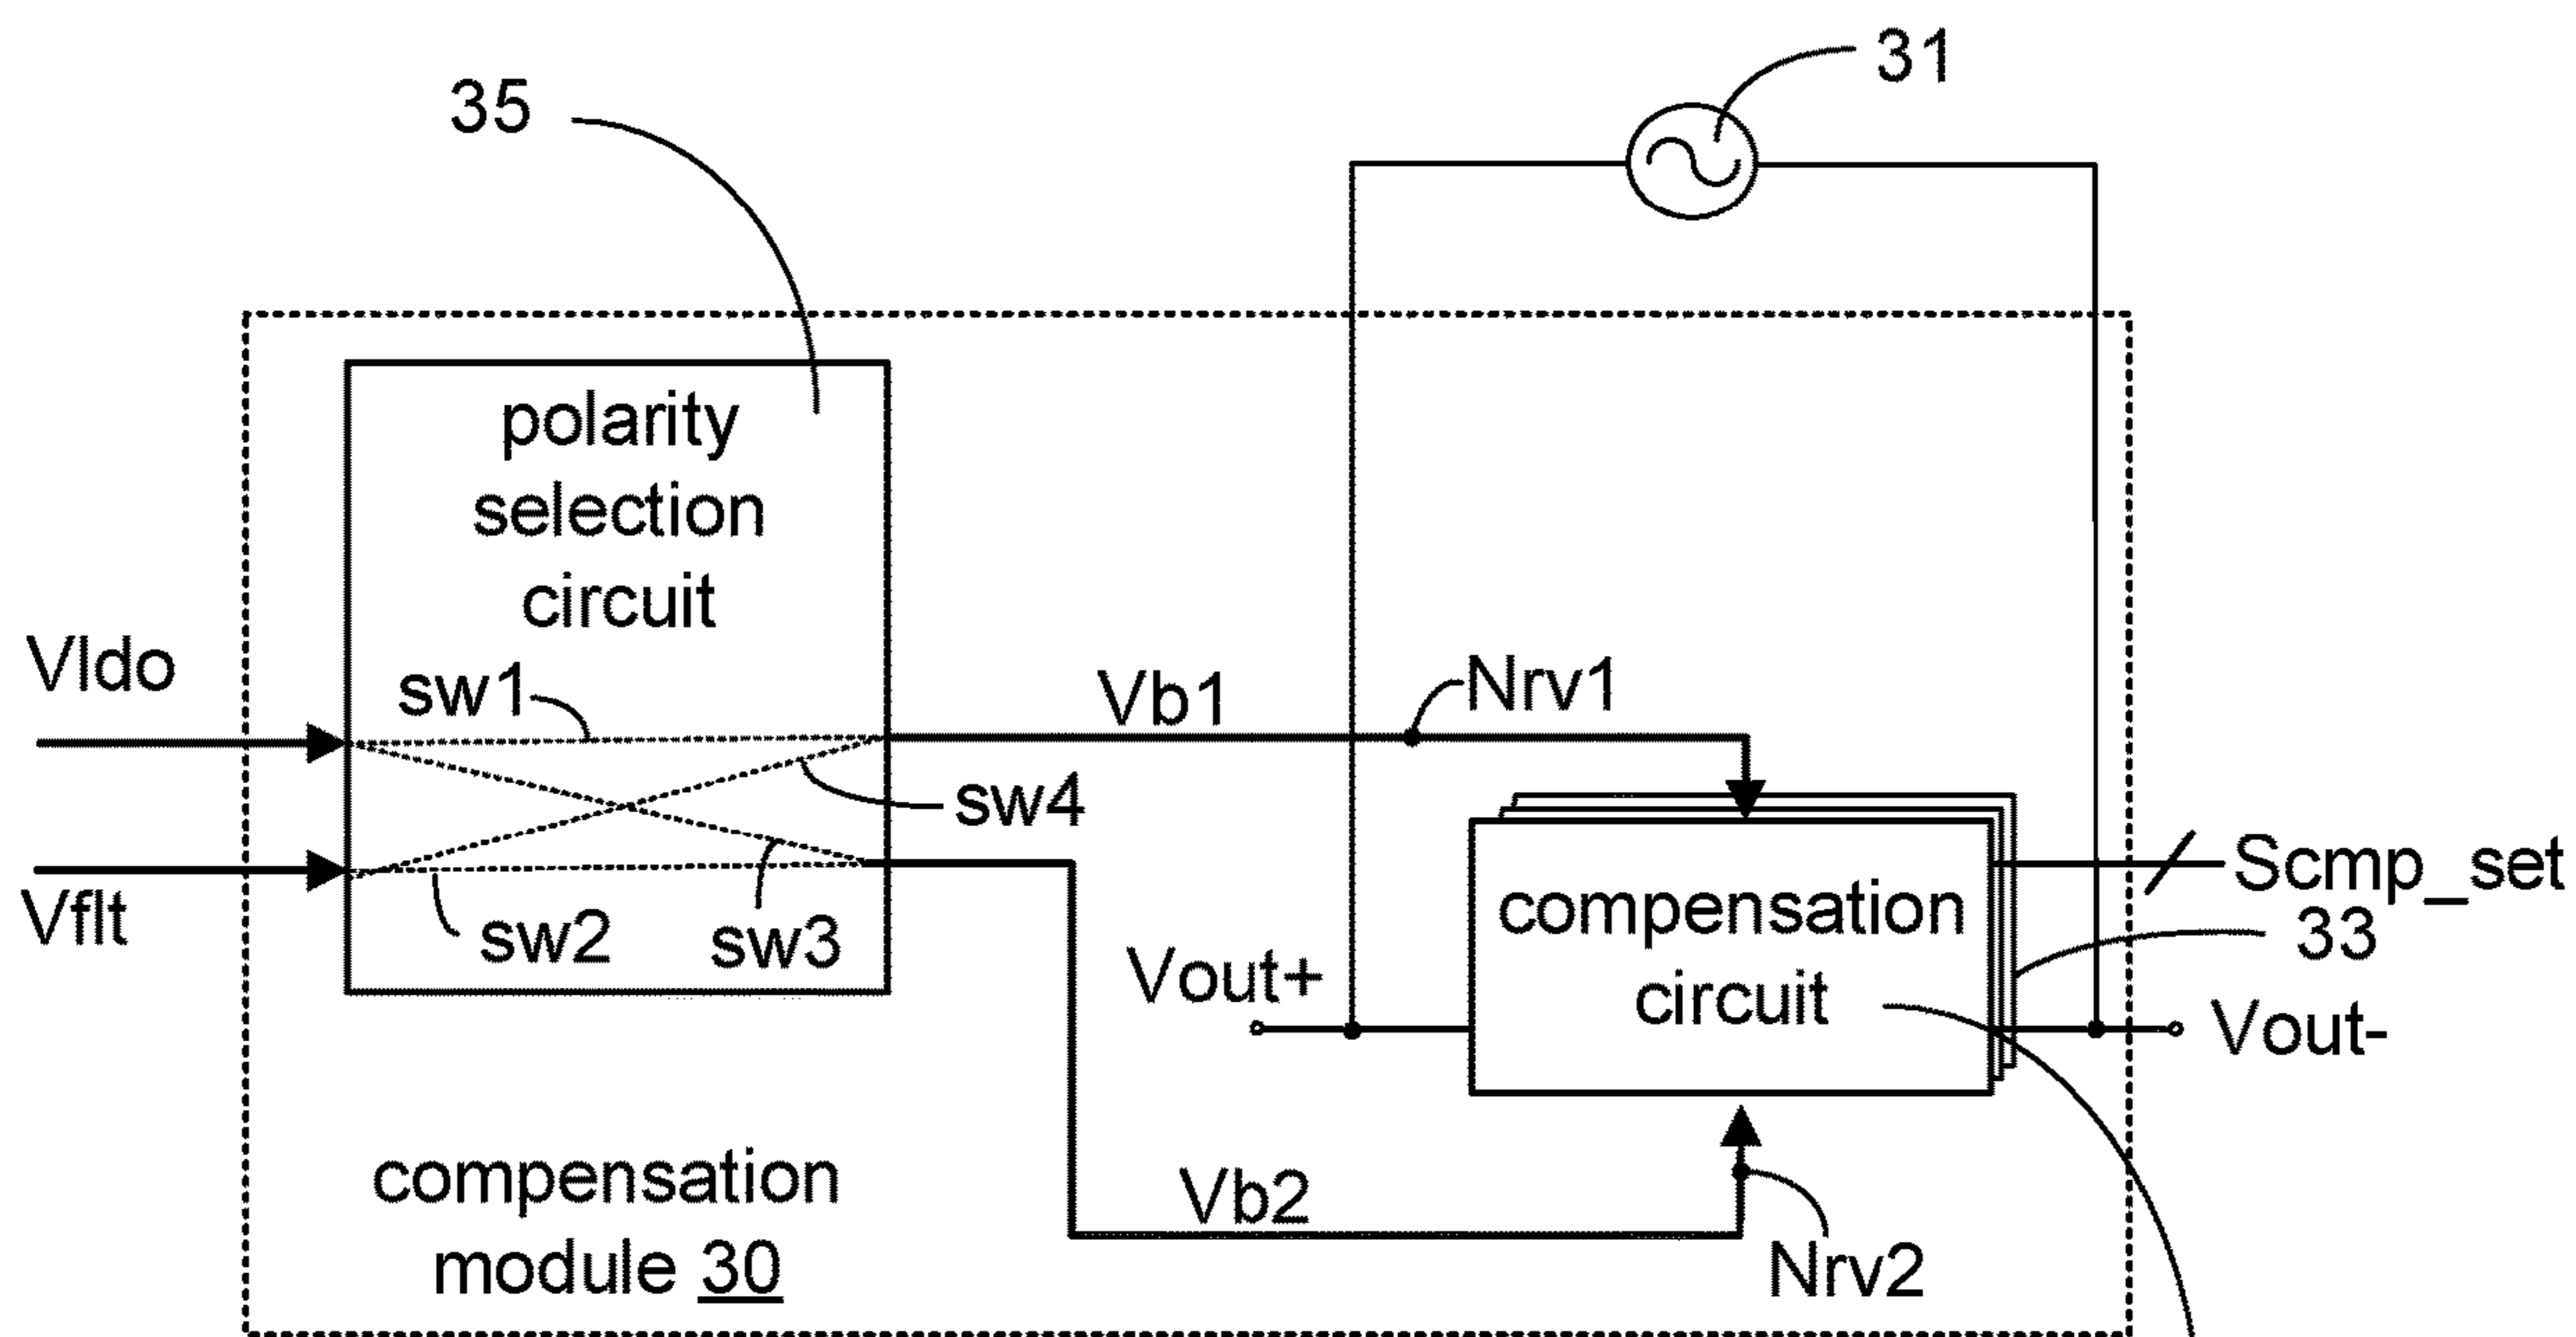 31
35
polarity
selection
circuit
Vldo
sw1
Vb1
Nrv1
sw4
Vflt
sw2
sw3
Scmp_set
33
compensation
circuit
Vout+
Vout-
compensation
module 30
Vb2
Nrv2